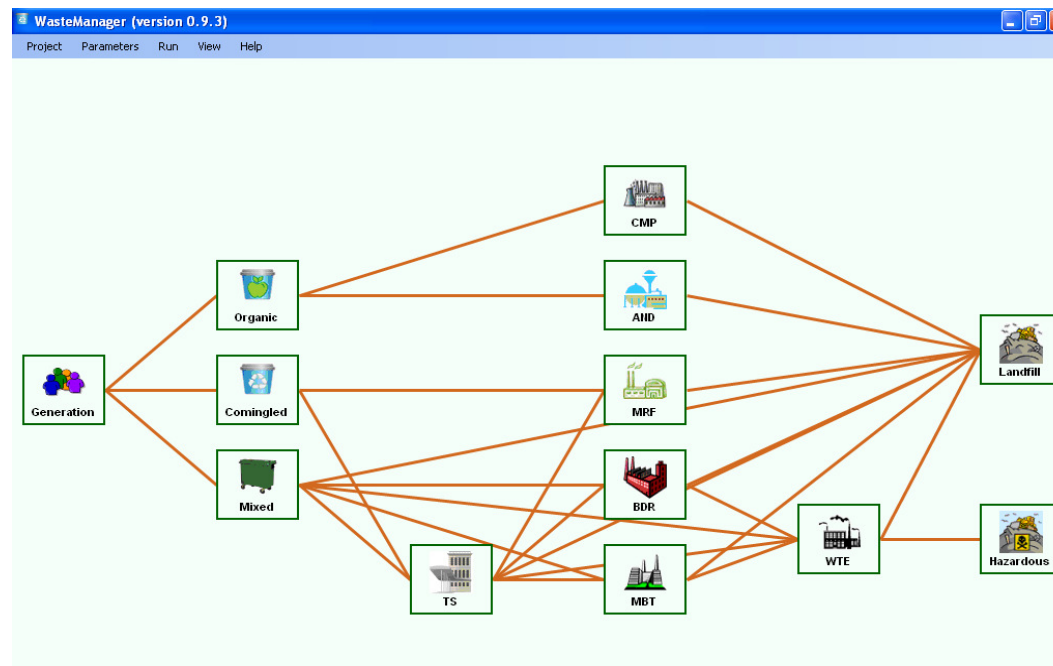 WasteManager (version 0.9.3)
Project Parameters Run View Help
CMP
Organic
AND
Landfill
Generation
Comingled
MRF
Mixed
BDR
WTE
Hazardous
TS
MBT